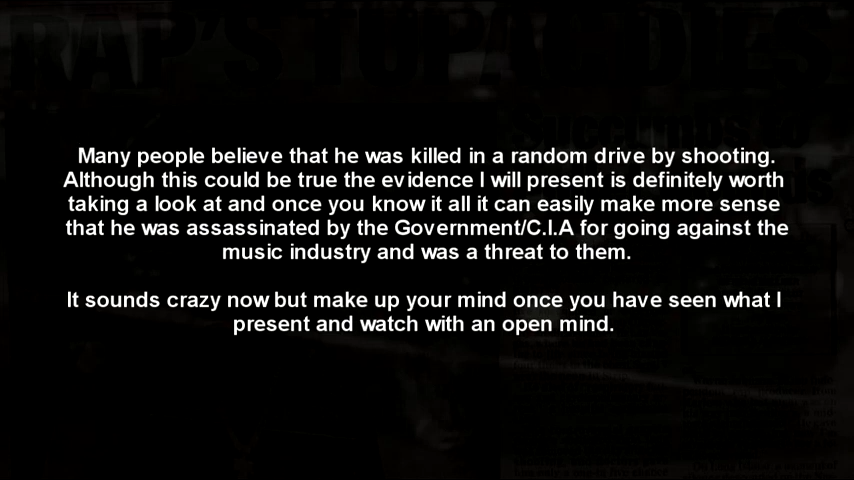 RAP'S TUPAC DIES
Many people believe that he was killed in a random drive by shooting.
Although this could be true the evidence I will present is definitely worth
taking a look at and once you know it all it can easily make more sense
that he was assassinated by the Government/C.I.A for going against the
music industry and was a threat to them.
It sounds crazy now but make up your mind once you have seen what I
present and watch with an open mind.